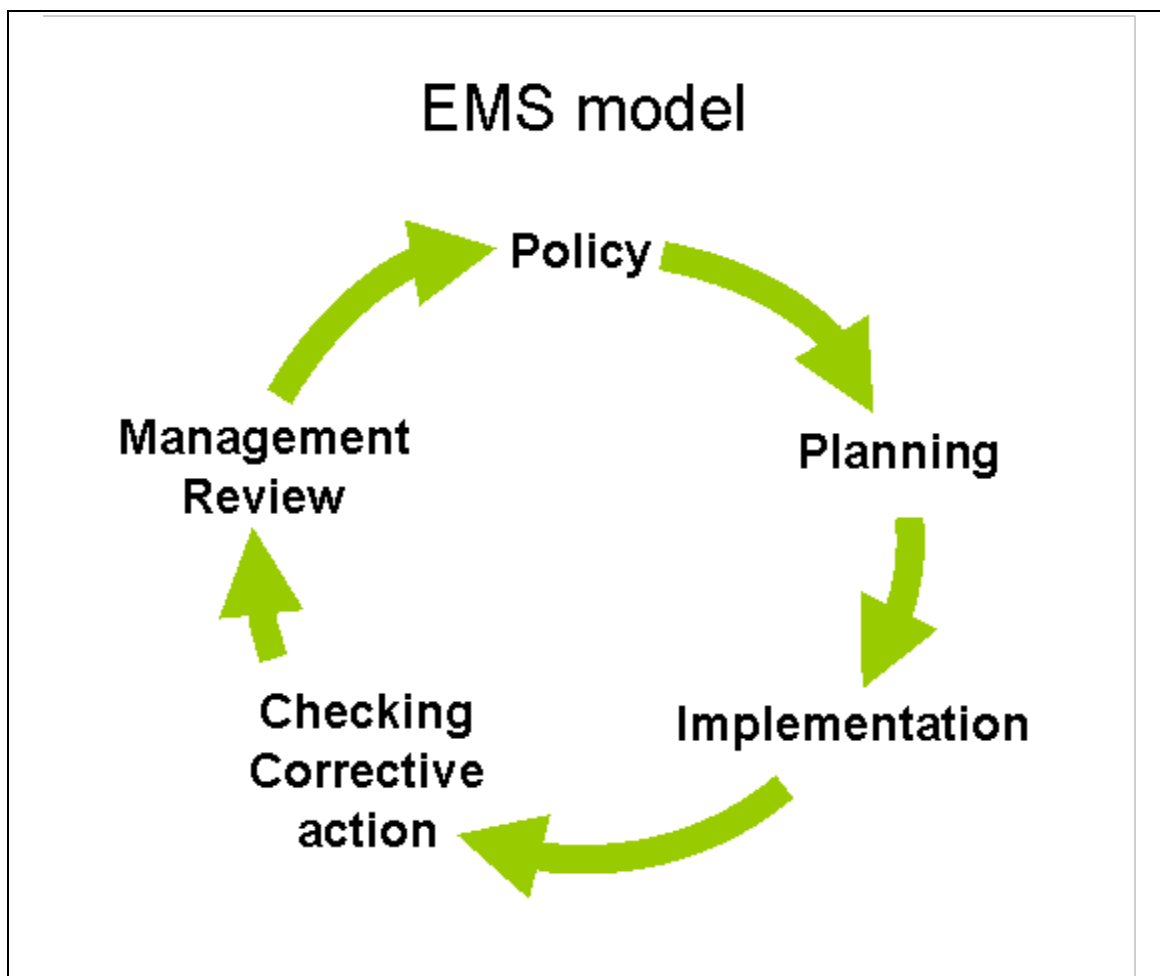 EMS model
Policy
Planning
Implementation
Checking
Corrective
action
Management
Review